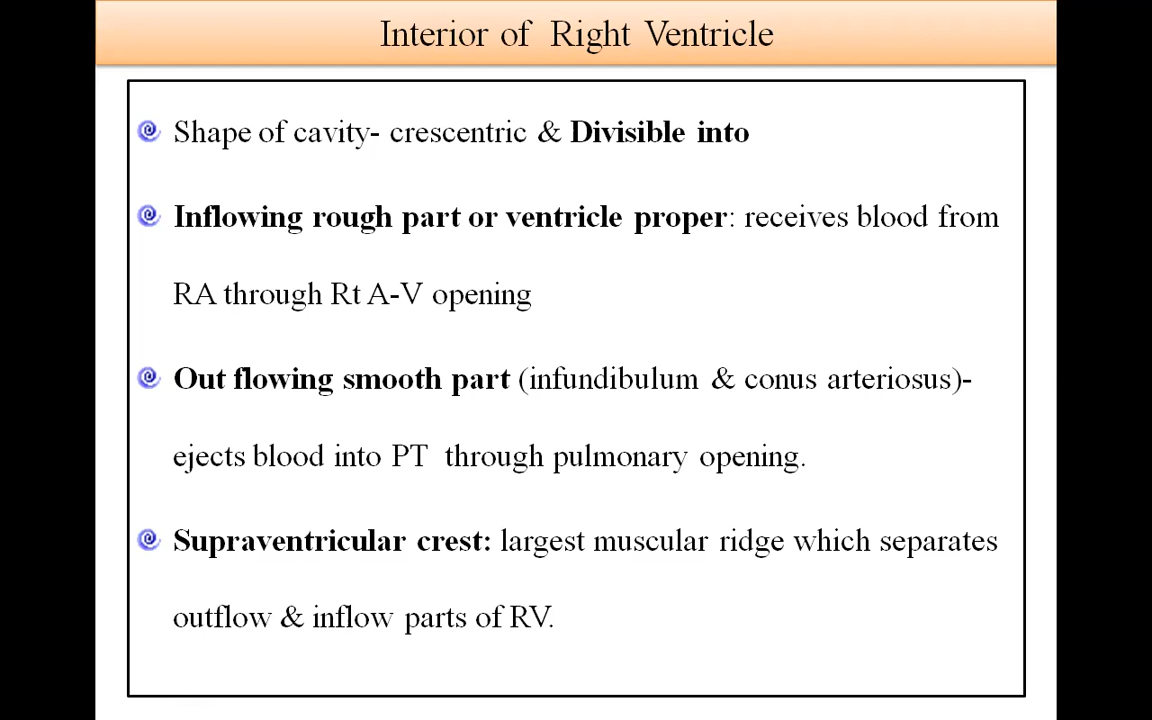 Interior of Right Ventricle
Shape of cavity- crescentric & Divisible into
Inflowing rough part or ventricle proper: receives blood from
RA through Rt A-V opening
Out flowing smooth part (infundibulum & conus arteriosus)-
ejects blood into PT through pulmonary opening.
Supraventricular crest: largest muscular ridge which separates
outflow & inflow parts of RV.